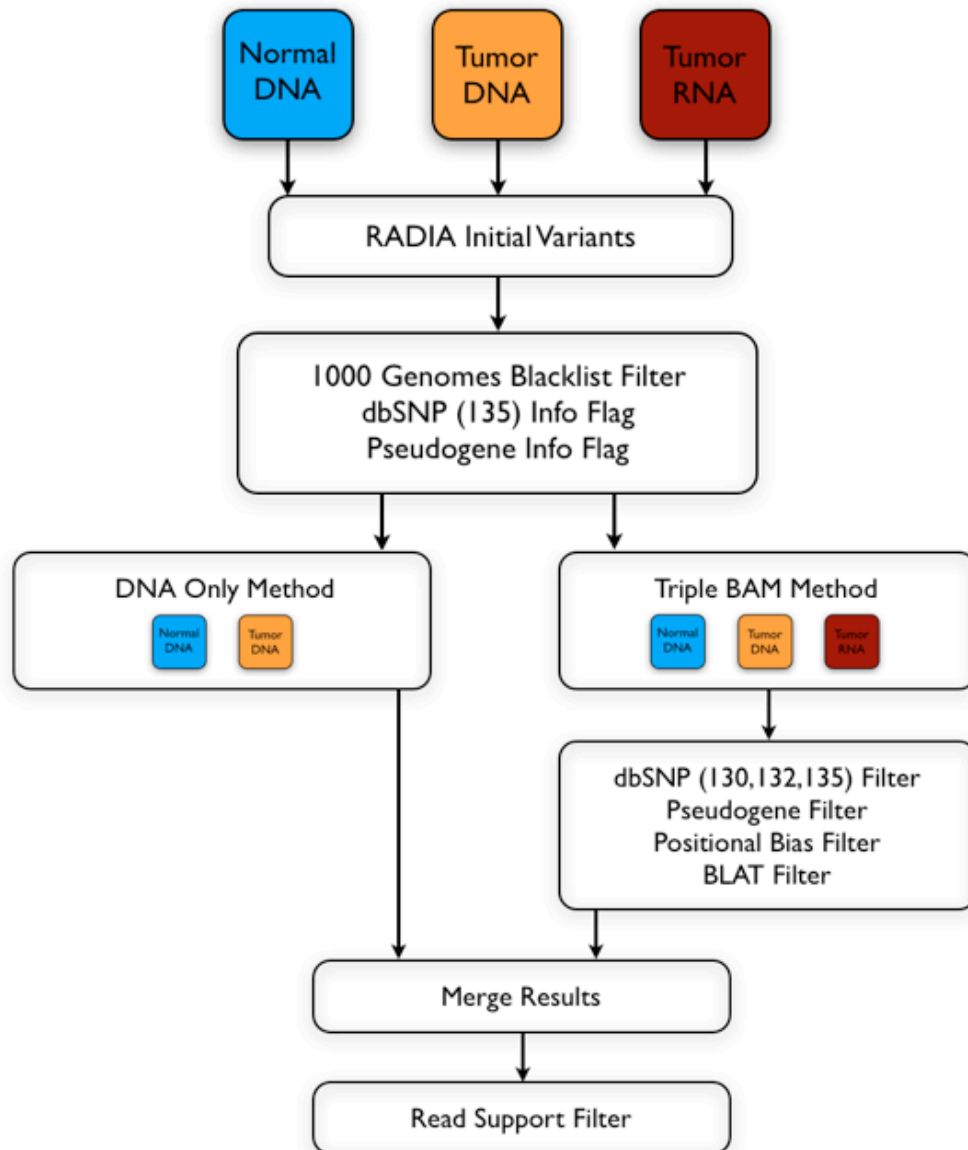 Normal
DNA
Tumor
DNA
Tumor
RNA
RADIA Initial Variants
1000 Genomes Blacklist Filter
dbSNP (135) Info Flag
Pseudogene Info Flag
DNA Only Method
Normal
DNA
Tumor
DNA
Triple BAM Method
Normal
DNA
Tumor
DNA
Tumor
RNA
dbSNP (130,132,135) Filter
Pseudogene Filter
Positional Bias Filter
BLAT Filter
Merge Results
Read Support Filter